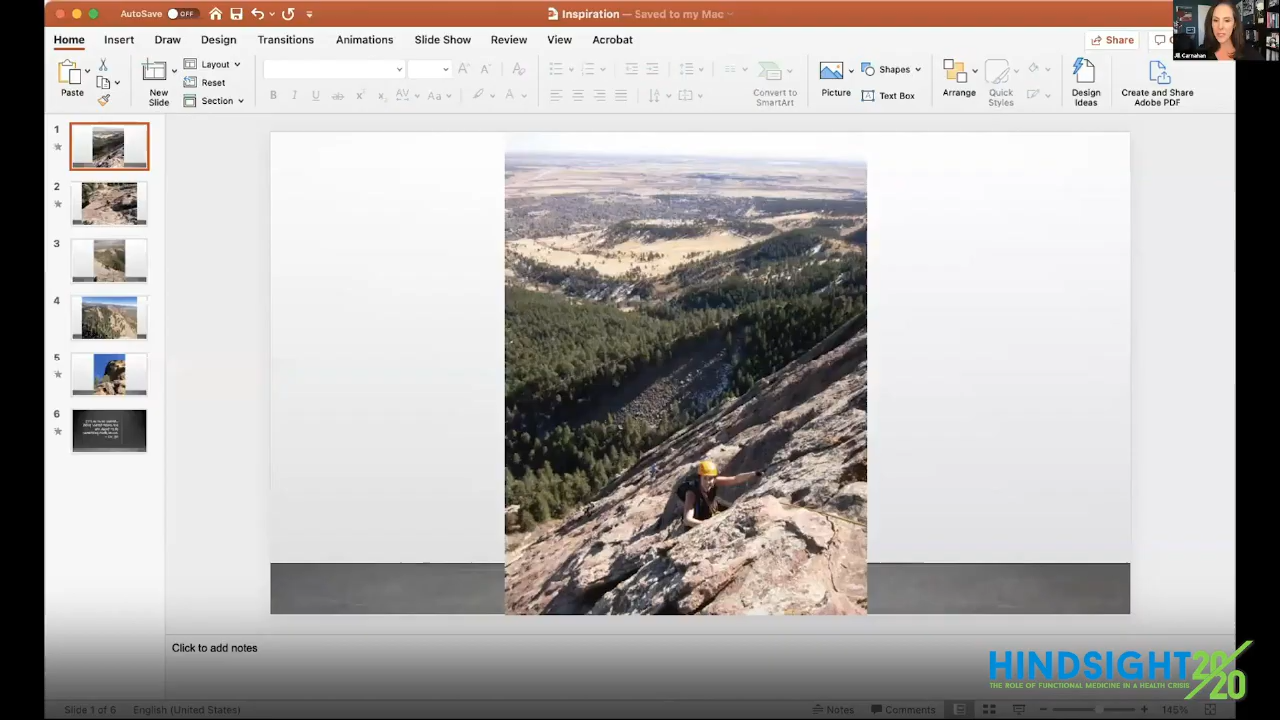 AutoSave OFF
Inspiration — Saved to my Mac
Home Insert Draw Design Transitions Animations Slide Show Review View Acrobat
Share
Paste
New Slide
Layout
Reset
Section
Convert to SmartArt
Picture
Shapes
Text Box
Arrange
Quick Styles
Design Ideas
Create and Share Adobe PDF
Jill Carnahan
1
2
3
4
5
6
Click to add notes
HINDSIGHT 20/20
THE ROLE OF FUNCTIONAL MEDICINE IN A HEALTH CRISIS
Slide 1 of 6 English (United States)
Notes Comments 145%